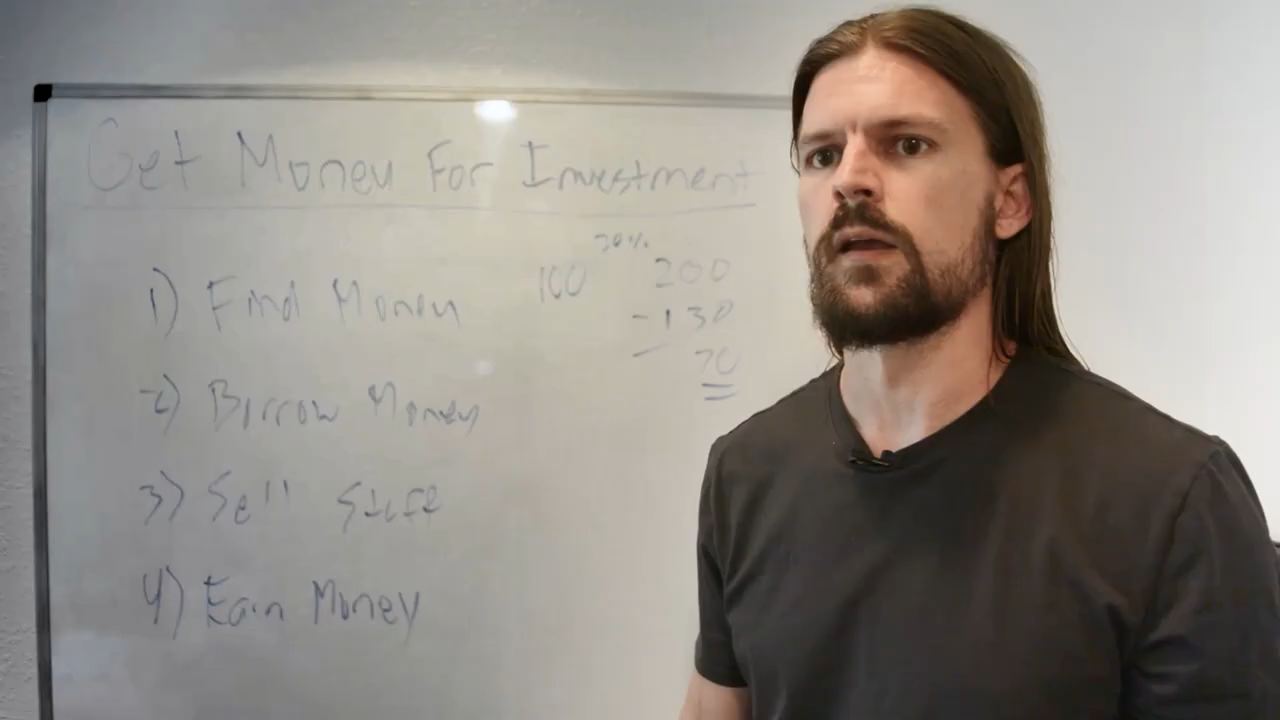 Get Money For Investment
30%
100
200
-130
70
1) Find Money
2) Borrow Money
3) Sell Stuff
4) Earn Money